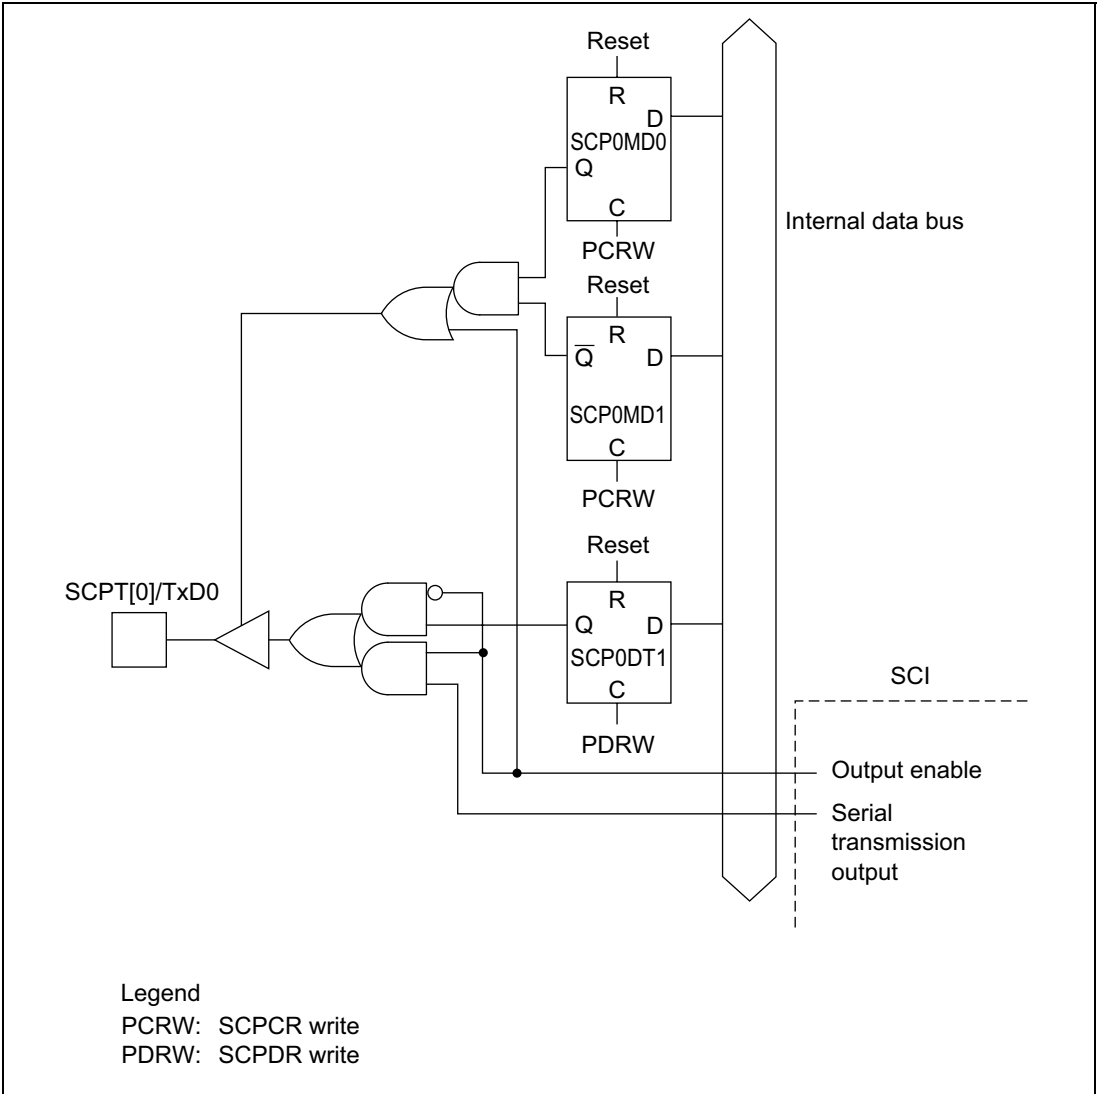 Reset
R
D
SCP0MD0
Q
C
PCRW
Internal data bus
Reset
R
Q̅
D
SCP0MD1
C
PCRW
Reset
SCPT[0]/TxD0
R
Q
D
SCP0DT1
C
PDRW
SCI
Output enable
Serial
transmission
output
Legend
PCRW: SCPCR write
PDRW: SCPDR write